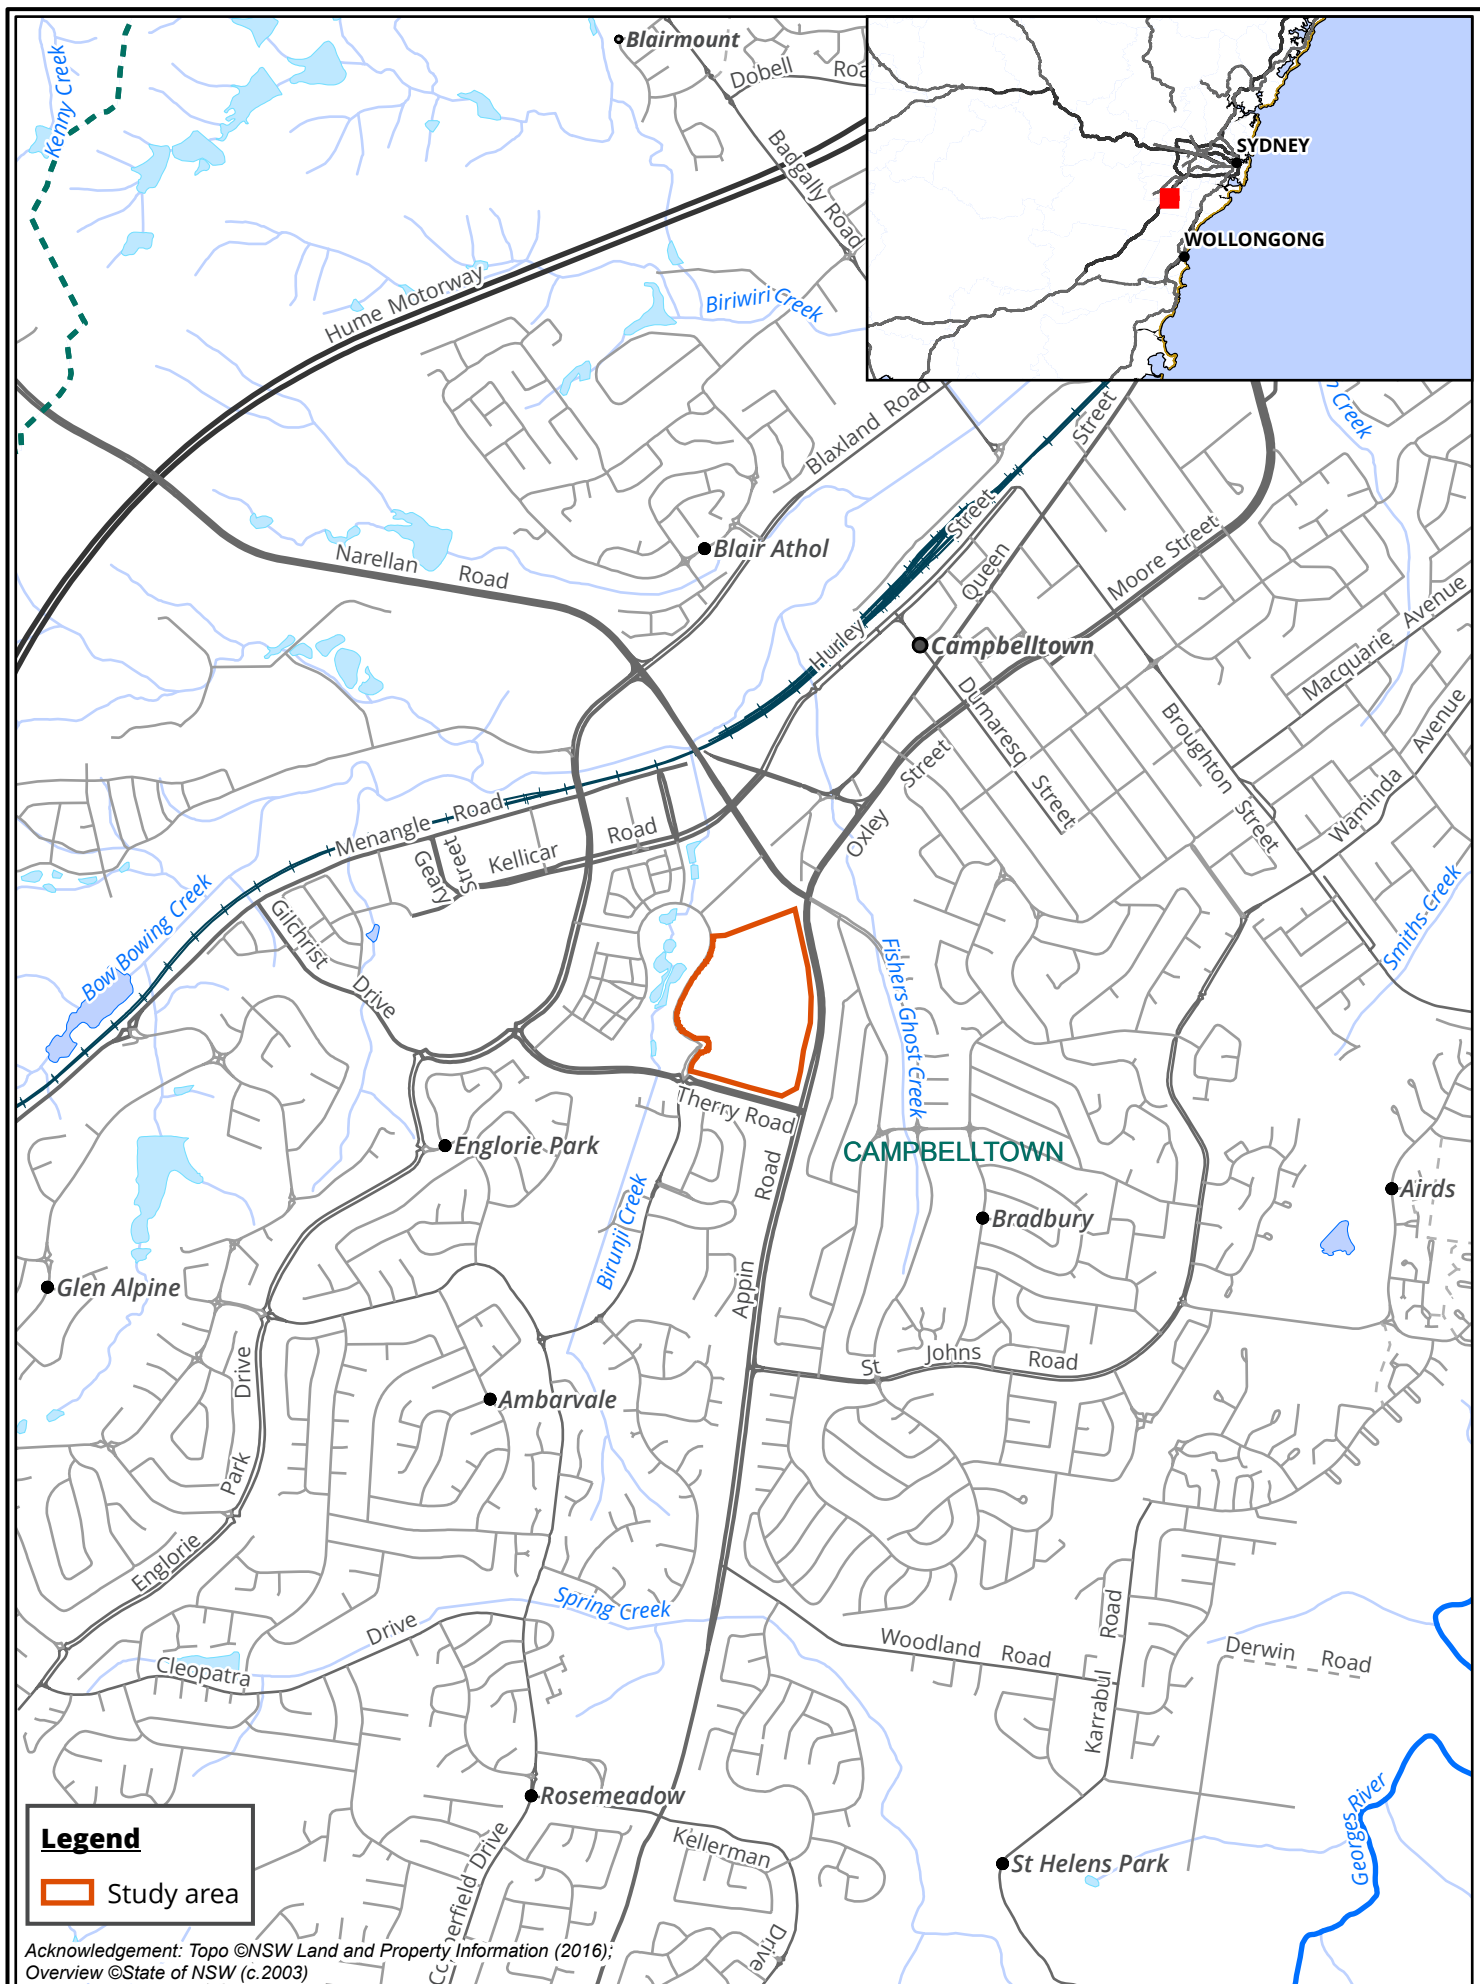 Kenny Creek
Blairmount
Dobell Roa
Badgally Road
SYDNEY
WOLLONGONG
Hume Motorway
Biriwiri Creek
Blaxland Road
Street
n Creek
Narellan Road
Blair Athol
Street
Queen
Moore Street
Hurley
Campbelltown
Macquarie Avenue
Dumaresq Street
Broughton Street
Avenue
Waminda
Menangle Road
Geary Street
Kellicar Road
Oxley Street
Bow Bowing Creek
Gilchrist Drive
Fishers Ghost Creek
Smiths Creek
Therry Road
Englorie Park
CAMPBELLTOWN
Birunji Creek
Appin Road
Bradbury
Airds
Glen Alpine
St Johns Road
Ambarvale
Englorie Park Drive
Spring Creek
Cleopatra Drive
Woodland Road
Karrabul Road
Derwin Road
Rosemeadow
Kellerman Drive
Copperfield Drive
St Helens Park
Georges River
Legend
Study area
Acknowledgement: Topo ©NSW Land and Property Information (2016);
Overview ©State of NSW (c.2003)